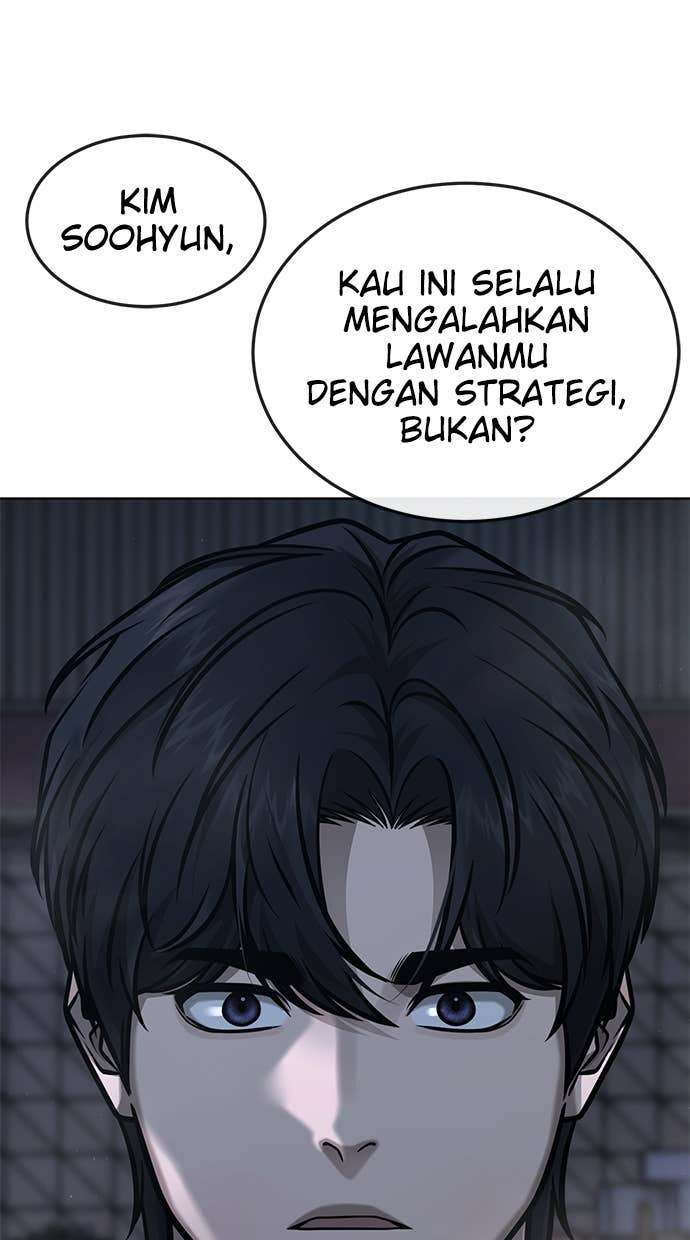 KIM
SOOHYUN,
KAU INI SELALU
MENGALAHKAN
LAWANMU
DENGAN STRATEGI,
BUKAN?